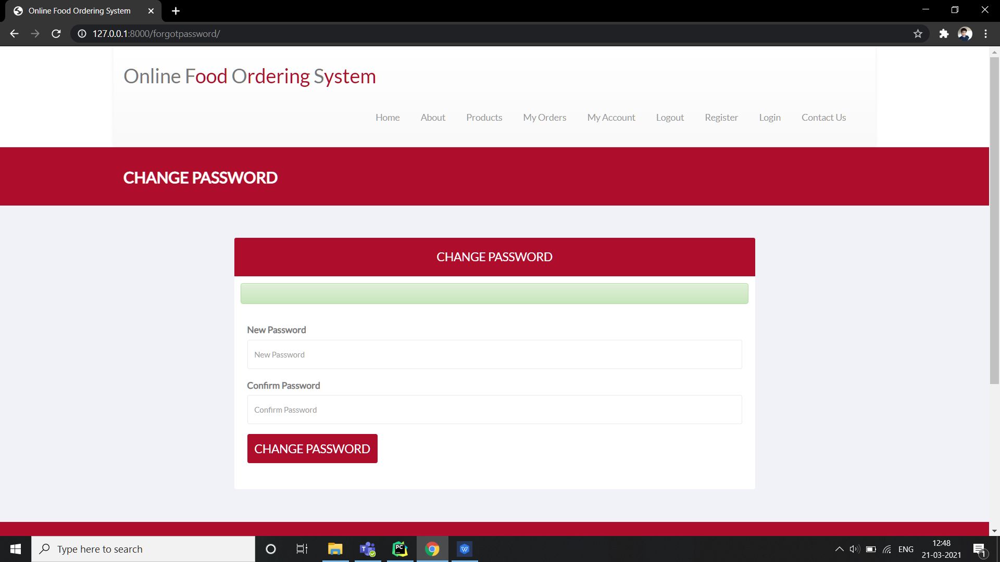 Online Food Ordering System
127.0.0.1:8000/forgotpassword/
Online Food Ordering System
Home About Products My Orders My Account Logout Register Login Contact Us
CHANGE PASSWORD
CHANGE PASSWORD
New Password
New Password
Confirm Password
Confirm Password
CHANGE PASSWORD
Type here to search
ENG
12:48
21-03-2021
1